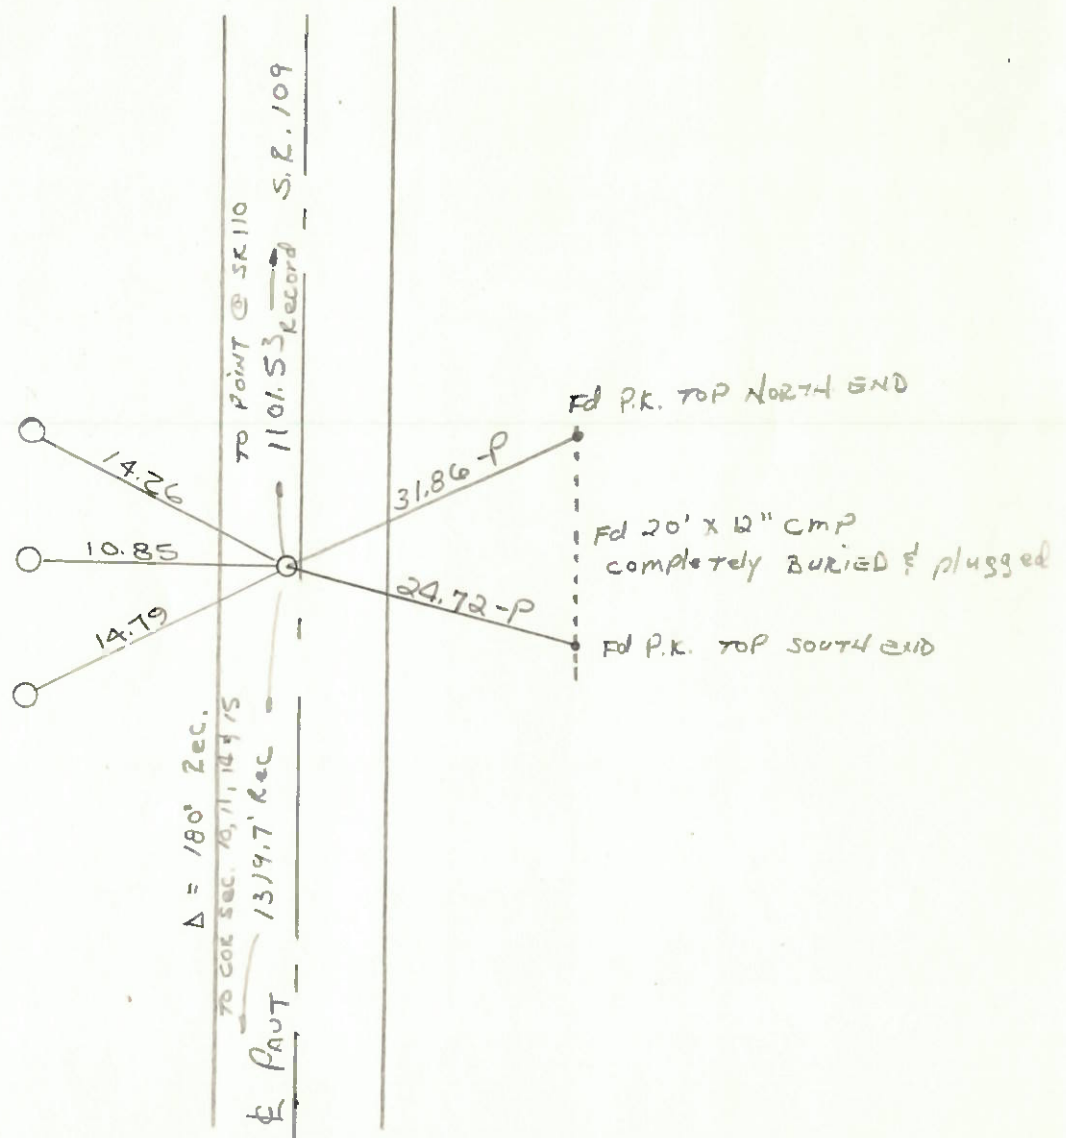 S.R. 109
TO POINT @ SR 110
1101.53 Record
Fd P.K. TOP NORTH END
14.26
31.86-P
Fd 20' X 12" CMP
completely BURIED & plugged
10.85
24.72-P
14.79
Fd P.K. TOP SOUTH END
Δ = 180° Rec.
TO COR SEC. 10, 11, 14 & 15
1319.7' Rec
℄ PAVT